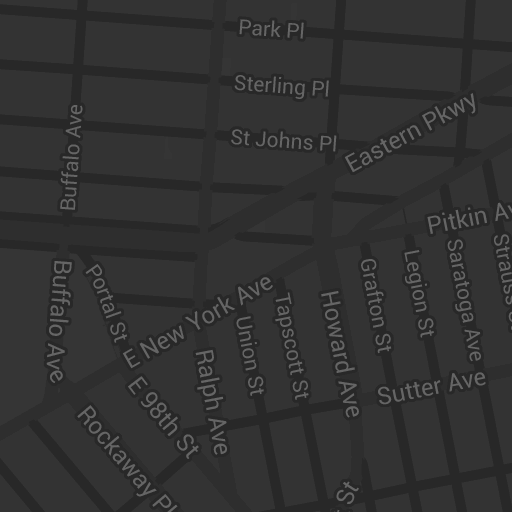 Park Pl
Sterling Pl
St Johns Pl
Eastern Pkwy
Buffalo Ave
Pitkin Av
Strauss S
Saratoga Ave
Legion St
Grafton St
Buffalo Ave
Portal St
E New York Ave
Tapscott St
Howard Ave
Union St
Ralph Ave
Sutter Ave
E 98th St
Rockaway Pl
St